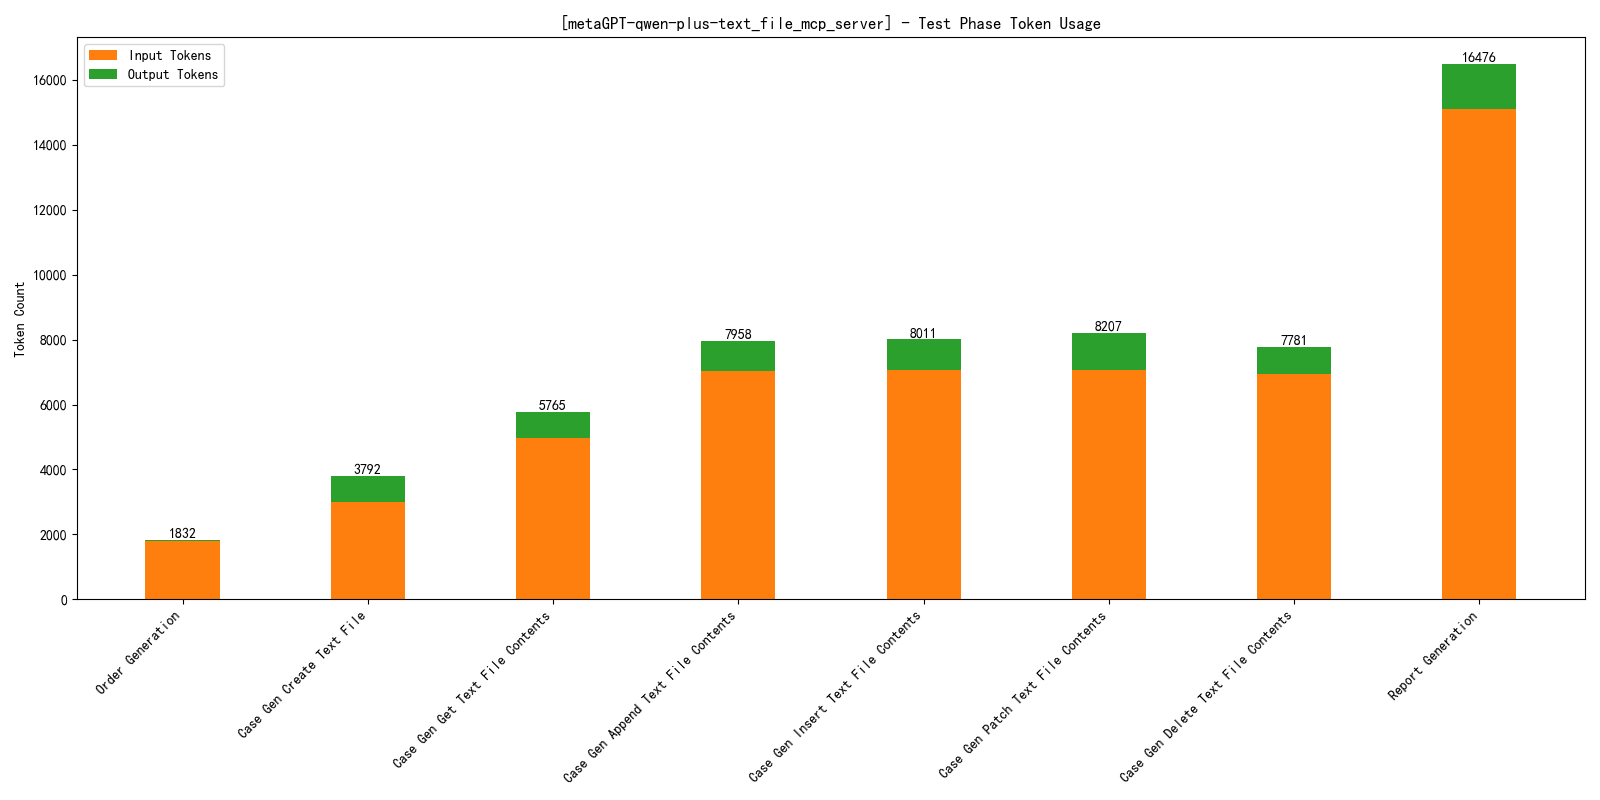 [metaGPT-qwen-plus-text_file_mcp_server] - Test Phase Token Usage
Input Tokens
Output Tokens
Token Count
16000
14000
12000
10000
8000
6000
4000
2000
0
1832
3792
5765
7958
8011
8207
7781
16476
Order Generation
Case Gen Create Text File
Case Gen Get Text File Contents
Case Gen Append Text File Contents
Case Gen Insert Text File Contents
Case Gen Patch Text File Contents
Case Gen Delete Text File Contents
Report Generation